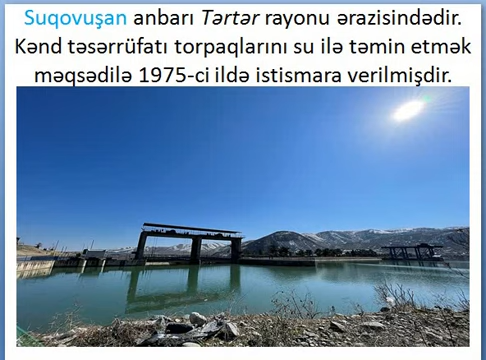 Suqovuşan anbarı Tərtər rayonu ərazisindədir.
Kənd təsərrüfatı torpaqlarını su ilə təmin etmək
məqsədilə 1975-ci ildə istismara verilmişdir.